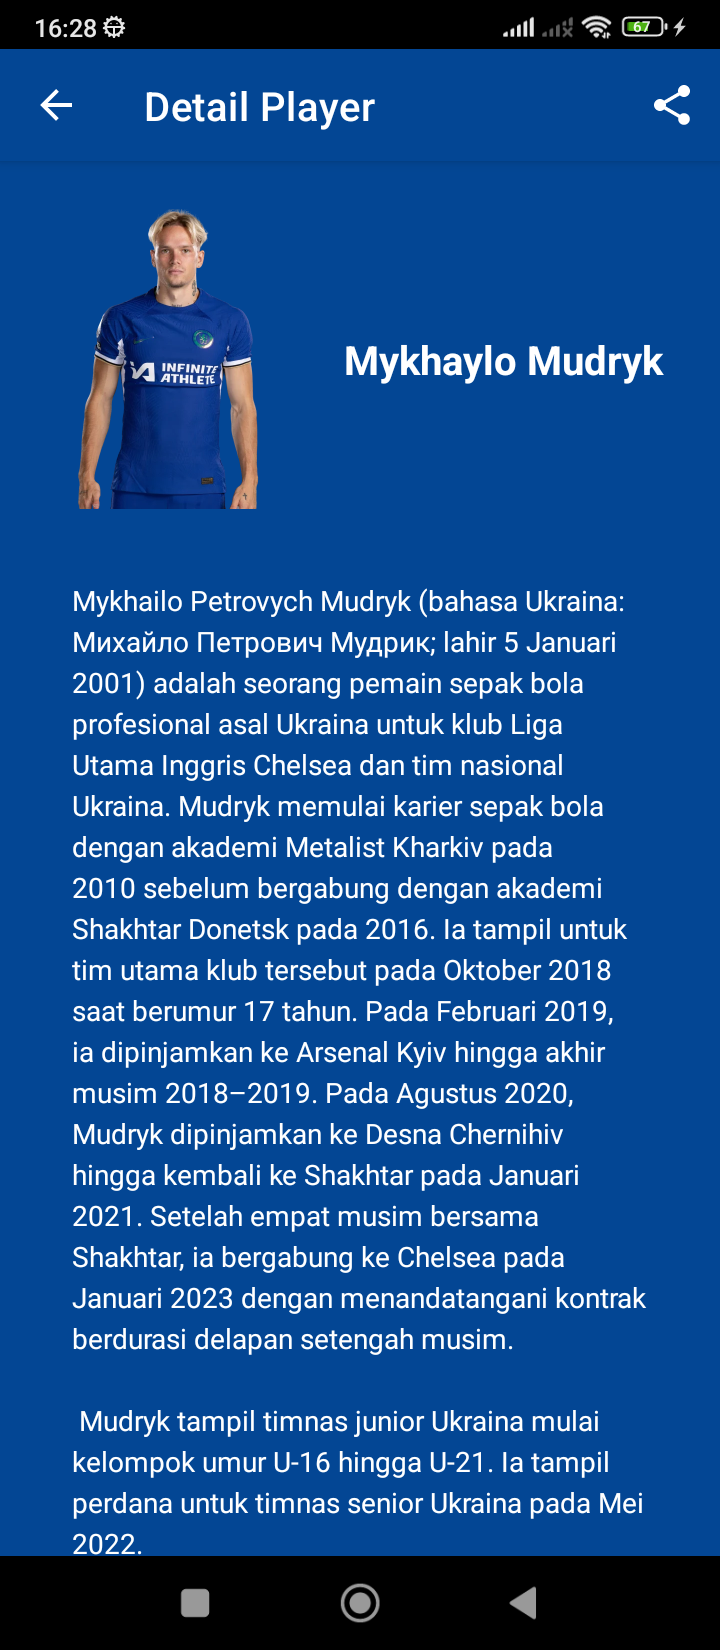 16:28
67
Detail Player
INFINITE
ATHLETE
Mykhaylo Mudryk
Mykhailo Petrovych Mudryk (bahasa Ukraina:
Михайло Петрович Мудрик; lahir 5 Januari
2001) adalah seorang pemain sepak bola
profesional asal Ukraina untuk klub Liga
Utama Inggris Chelsea dan tim nasional
Ukraina. Mudryk memulai karier sepak bola
dengan akademi Metalist Kharkiv pada
2010 sebelum bergabung dengan akademi
Shakhtar Donetsk pada 2016. Ia tampil untuk
tim utama klub tersebut pada Oktober 2018
saat berumur 17 tahun. Pada Februari 2019,
ia dipinjamkan ke Arsenal Kyiv hingga akhir
musim 2018–2019. Pada Agustus 2020,
Mudryk dipinjamkan ke Desna Chernihiv
hingga kembali ke Shakhtar pada Januari
2021. Setelah empat musim bersama
Shakhtar, ia bergabung ke Chelsea pada
Januari 2023 dengan menandatangani kontrak
berdurasi delapan setengah musim.
Mudryk tampil timnas junior Ukraina mulai
kelompok umur U-16 hingga U-21. Ia tampil
perdana untuk timnas senior Ukraina pada Mei
2022.